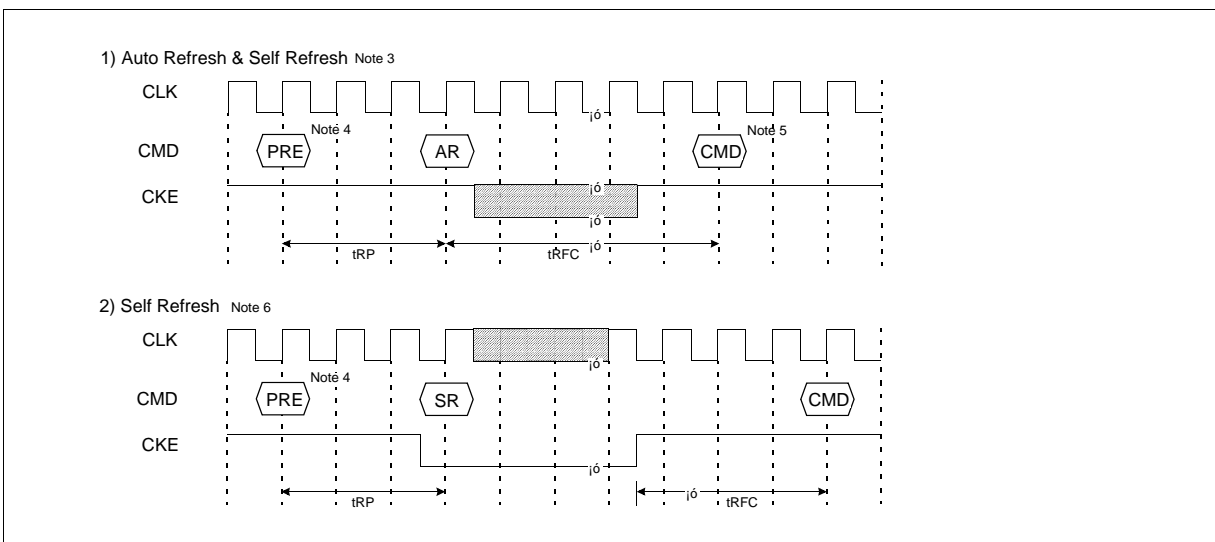 1) Auto Refresh & Self Refresh Note 3
CLK
¡ó
Note 4
Note 5
CMD
PRE
AR
CMD
CKE
¡ó
¡ó
¡ó
tRP
tRFC
2) Self Refresh Note 6
CLK
¡ó
Note 4
CMD
PRE
SR
CMD
CKE
¡ó
¡ó
tRP
tRFC